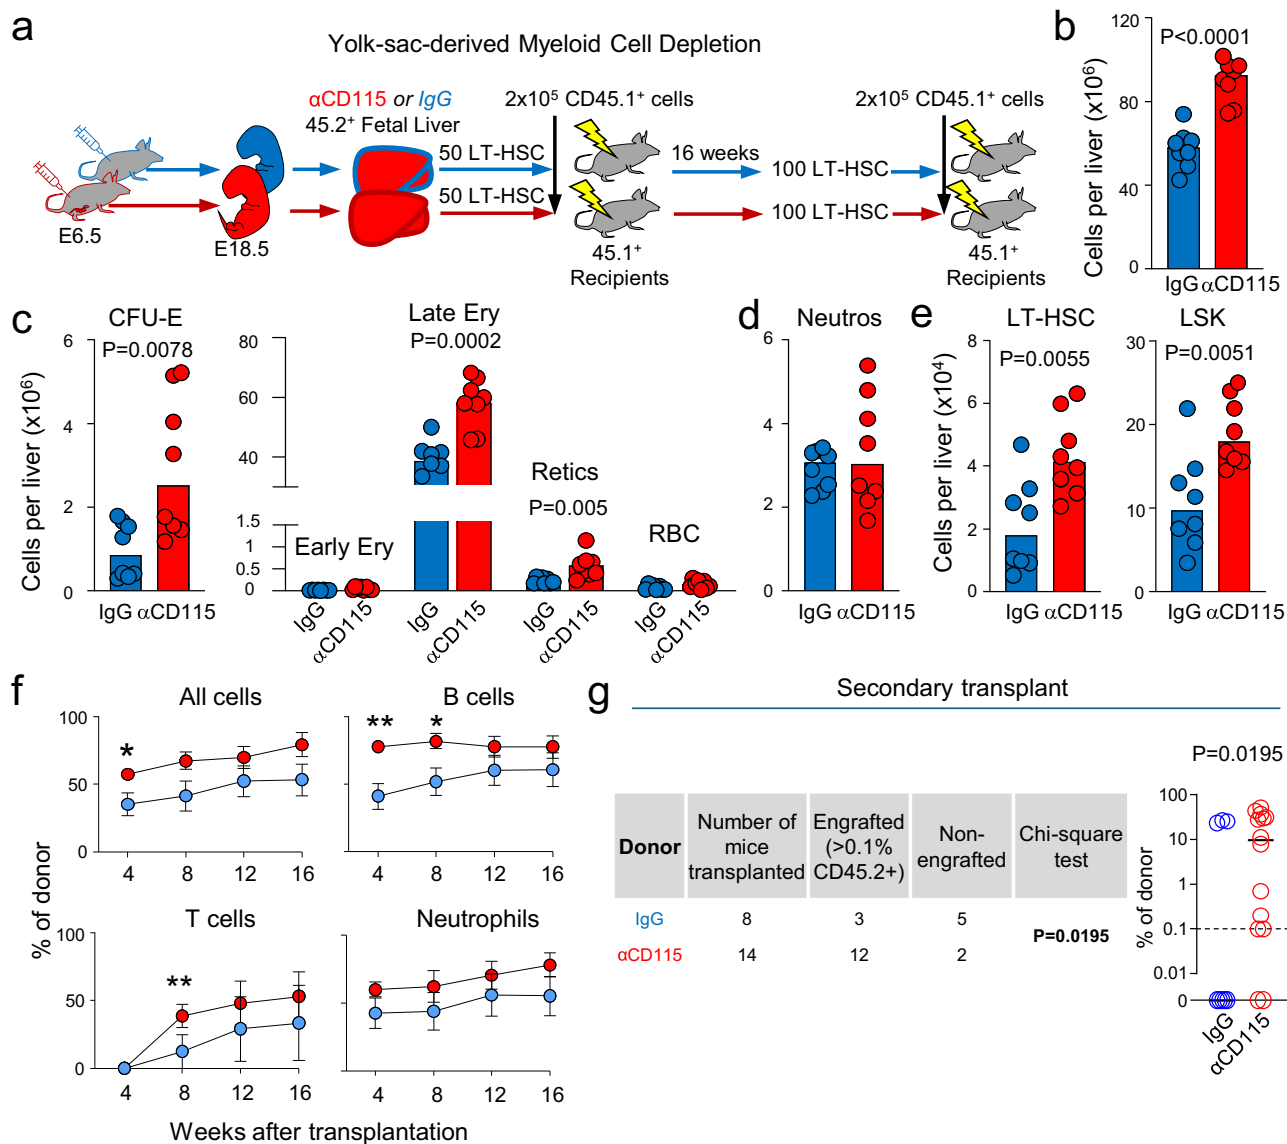 a
Yolk-sac-derived Myeloid Cell Depletion
αCD115 or IgG
45.2+ Fetal Liver
2x10⁵ CD45.1⁺ cells
2x10⁵ CD45.1⁺ cells
50 LT-HSC
16 weeks
100 LT-HSC
50 LT-HSC
100 LT-HSC
E6.5
E18.5
45.1⁺
Recipients
45.1⁺
Recipients
b
P<0.0001
Cells per liver (x10⁶)
120
80
40
0
IgG αCD115
c
Cells per liver (x10⁶)
CFU-E
P=0.0078
6
4
2
0
IgG αCD115
80
60
40
1.5
1
0.5
0
Early Ery
Late Ery
P=0.0002
Retics
P=0.005
RBC
IgG
αCD115
IgG
αCD115
IgG
αCD115
IgG
αCD115
d
Neutros
6
4
2
0
IgG αCD115
e
Cells per liver (x10⁴)
LT-HSC
P=0.0055
8
6
4
2
0
IgG αCD115
LSK
P=0.0051
30
20
10
0
IgG αCD115
f
% of donor
All cells
100
50
*
4 8 12 16
B cells
** *
4 8 12 16
T cells
100
50
0
**
4 8 12 16
Neutrophils
4 8 12 16
Weeks after transplantation
g
Secondary transplant
Donor
Number of
mice
transplanted
Engrafted
(>0.1%
CD45.2+)
Non-
engrafted
Chi-square
test
IgG 8 3 5
αCD115 14 12 2
P=0.0195
P=0.0195
% of donor
100
10
1
0.1
0.01
0
IgG
αCD115